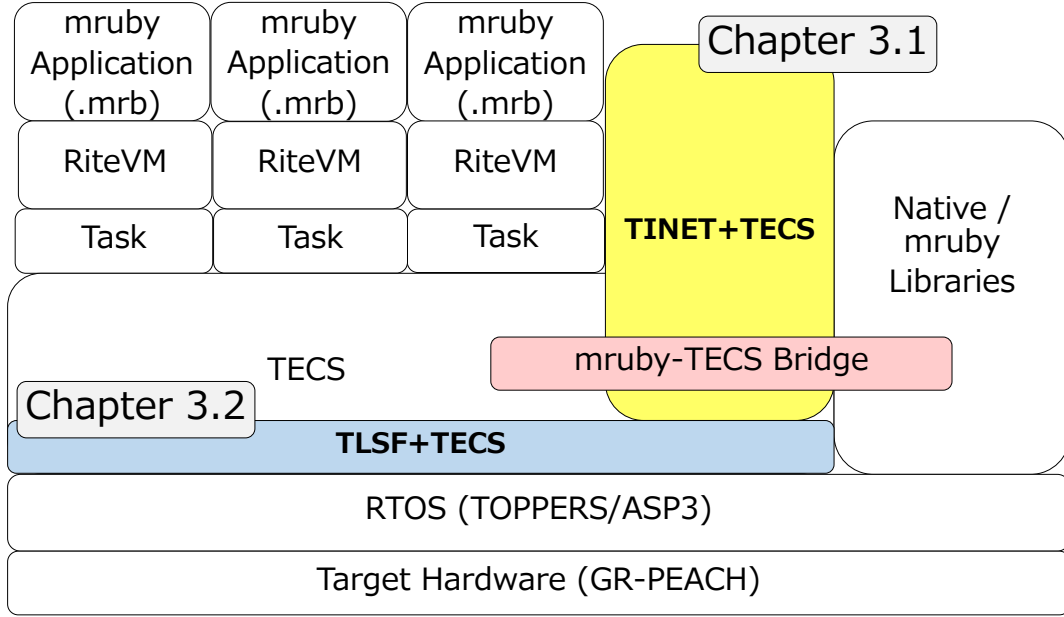 mruby
Application
(.mrb)
mruby
Application
(.mrb)
mruby
Application
(.mrb)
Chapter 3.1
RiteVM
RiteVM
RiteVM
Task
Task
Task
TINET+TECS
Native /
mruby
Libraries
TECS
mruby-TECS Bridge
Chapter 3.2
TLSF+TECS
RTOS (TOPPERS/ASP3)
Target Hardware (GR-PEACH)